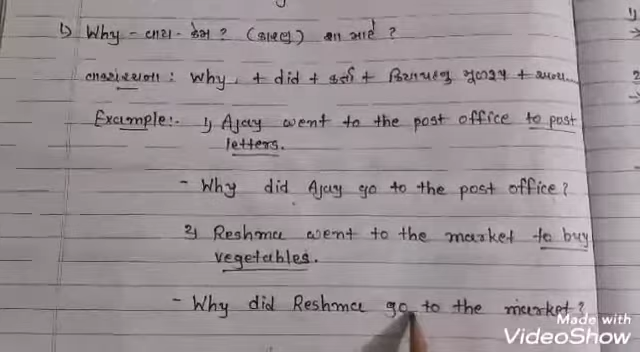 1) Why - નાશ - કેમ ? (કારણ) શા માટે ?
વાક્યરચના : Why + did + કર્તા + ક્રિયાપદનું મૂળરૂપ + અન્ય...
Example:- 1) Ajay went to the post office to post
letters.
- Why did Ajay go to the post office?
2) Reshma went to the market to buy
vegetables.
- Why did Reshma go to the market?
1)
2
Made with
VideoShow